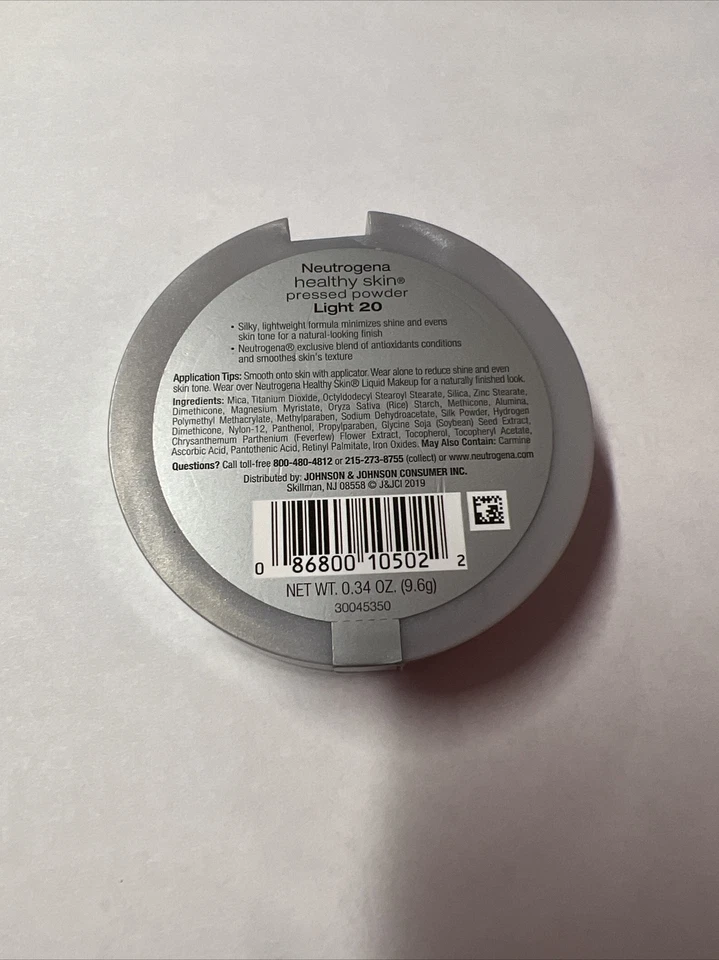 Neutrogena
healthy skin®
pressed powder
Light 20
• Silky, lightweight formula minimizes shine and evens
skin tone for a natural-looking finish
• Neutrogena® exclusive blend of antioxidants conditions
and smoothes skin's texture
Application Tips: Smooth onto skin with applicator. Wear alone to reduce shine and even
skin tone. Wear over Neutrogena Healthy Skin® Liquid Makeup for a naturally finished look.
Ingredients: Mica, Titanium Dioxide, Octyldodecyl Stearoyl Stearate, Silica, Zinc Stearate,
Dimethicone, Magnesium Myristate, Oryza Sativa (Rice) Starch, Methicone, Alumina,
Polymethyl Methacrylate, Methylparaben, Sodium Dehydroacetate, Silk Powder, Hydrogen
Dimethicone, Nylon-12, Panthenol, Propylparaben, Glycine Soja (Soybean) Seed Extract,
Chrysanthemum Parthenium (Feverfew) Flower Extract, Tocopherol, Tocopheryl Acetate,
Ascorbic Acid, Pantothenic Acid, Retinyl Palmitate, Iron Oxides. May Also Contain: Carmine
Questions? Call toll-free 800-480-4812 or 215-273-8755 (collect) or www.neutrogena.com
Distributed by: JOHNSON & JOHNSON CONSUMER INC.
Skillman, NJ 08558 © J&JCI 2019
0 86800 10502 2
NET WT. 0.34 OZ. (9.6g)
30045350